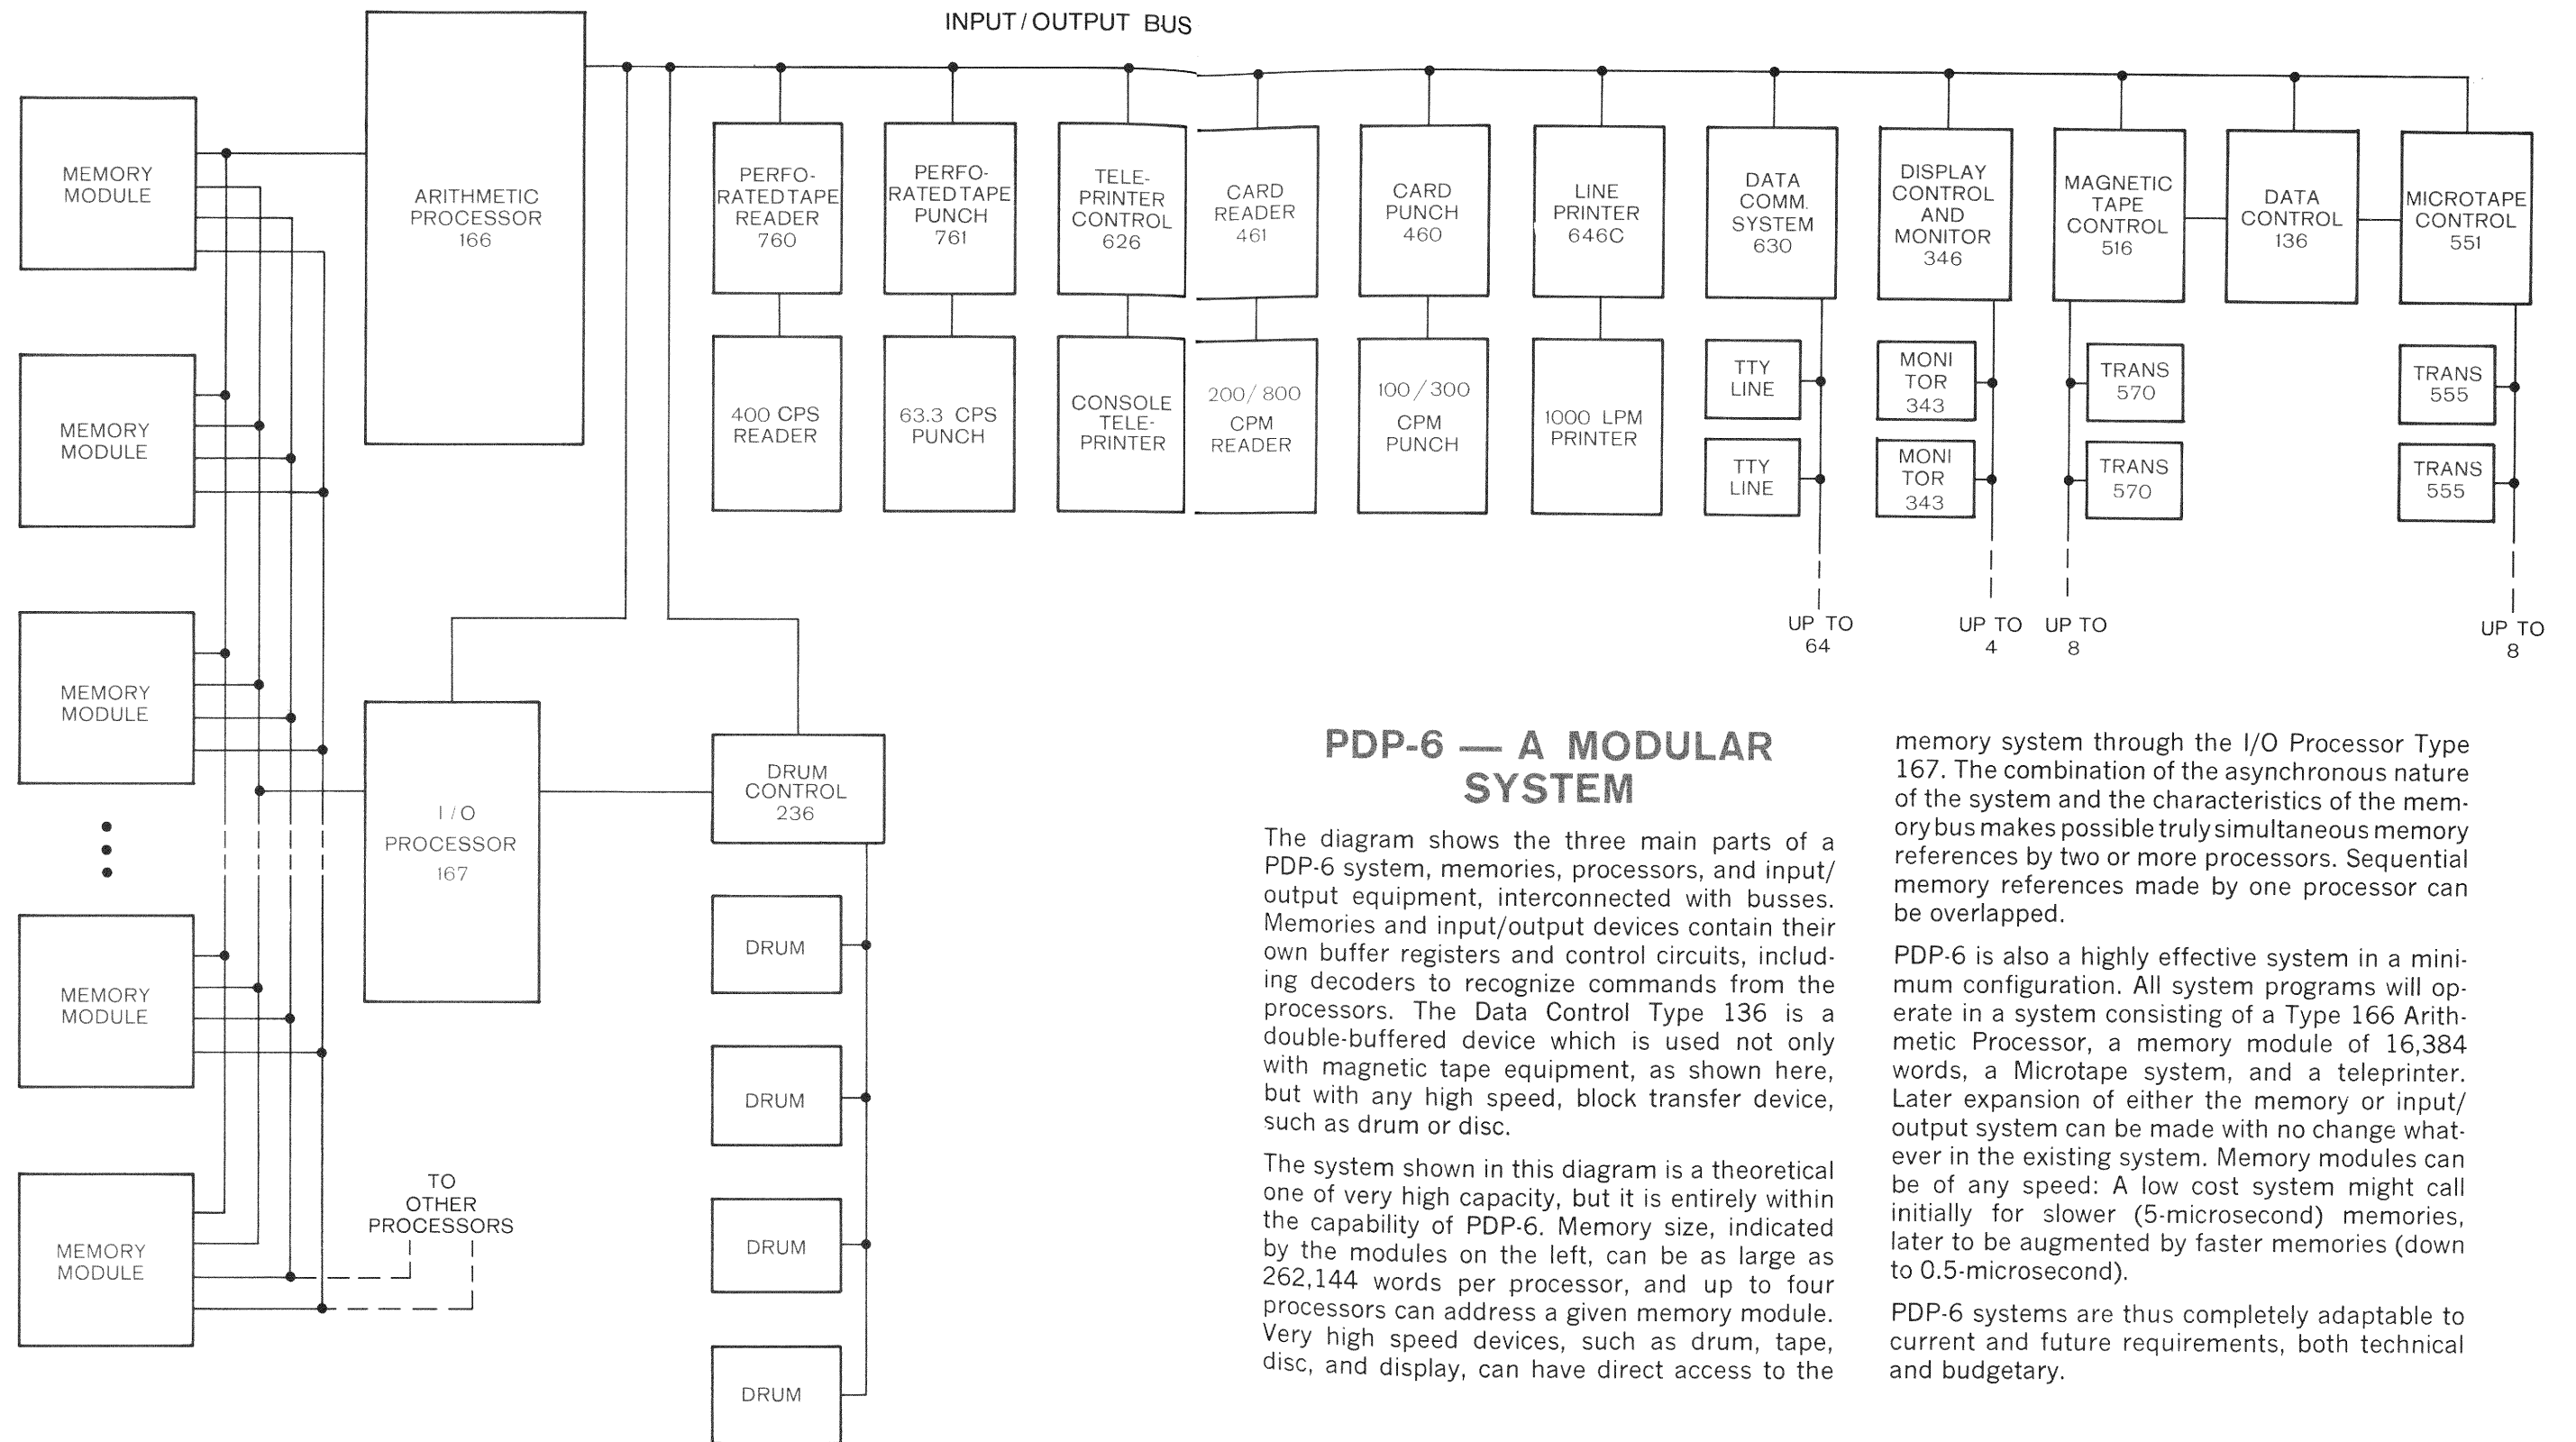 INPUT/OUTPUT BUS
MEMORY
MODULE
ARITHMETIC
PROCESSOR
166
PERFO-
RATED TAPE
READER
760
PERFO-
RATED TAPE
PUNCH
761
TELE-
PRINTER
CONTROL
626
CARD
READER
461
CARD
PUNCH
460
LINE
PRINTER
646C
DATA
COMM.
SYSTEM
630
DISPLAY
CONTROL
AND
MONITOR
346
MAGNETIC
TAPE
CONTROL
516
DATA
CONTROL
136
MICROTAPE
CONTROL
551
400 CPS
READER
63.3 CPS
PUNCH
CONSOLE
TELE-
PRINTER
200/800
CPM
READER
100/300
CPM
PUNCH
1000 LPM
PRINTER
TTY
LINE
TTY
LINE
UP TO
64
MONI
TOR
343
MONI
TOR
343
UP TO
4
TRANS
570
TRANS
570
UP TO
8
TRANS
555
TRANS
555
UP TO
8
MEMORY
MODULE
MEMORY
MODULE
MEMORY
MODULE
MEMORY
MODULE
I/O
PROCESSOR
167
DRUM
CONTROL
236
DRUM
DRUM
DRUM
DRUM
TO
OTHER
PROCESSORS
PDP-6 — A MODULAR
SYSTEM
The diagram shows the three main parts of a
PDP-6 system, memories, processors, and input/
output equipment, interconnected with busses.
Memories and input/output devices contain their
own buffer registers and control circuits, includ-
ing decoders to recognize commands from the
processors. The Data Control Type 136 is a
double-buffered device which is used not only
with magnetic tape equipment, as shown here,
but with any high speed, block transfer device,
such as drum or disc.
The system shown in this diagram is a theoretical
one of very high capacity, but it is entirely within
the capability of PDP-6. Memory size, indicated
by the modules on the left, can be as large as
262,144 words per processor, and up to four
processors can address a given memory module.
Very high speed devices, such as drum, tape,
disc, and display, can have direct access to the
memory system through the I/O Processor Type
167. The combination of the asynchronous nature
of the system and the characteristics of the mem-
ory bus makes possible truly simultaneous memory
references by two or more processors. Sequential
memory references made by one processor can
be overlapped.
PDP-6 is also a highly effective system in a mini-
mum configuration. All system programs will op-
erate in a system consisting of a Type 166 Arith-
metic Processor, a memory module of 16,384
words, a Microtape system, and a teleprinter.
Later expansion of either the memory or input/
output system can be made with no change what-
ever in the existing system. Memory modules can
be of any speed: A low cost system might call
initially for slower (5-microsecond) memories,
later to be augmented by faster memories (down
to 0.5-microsecond).
PDP-6 systems are thus completely adaptable to
current and future requirements, both technical
and budgetary.